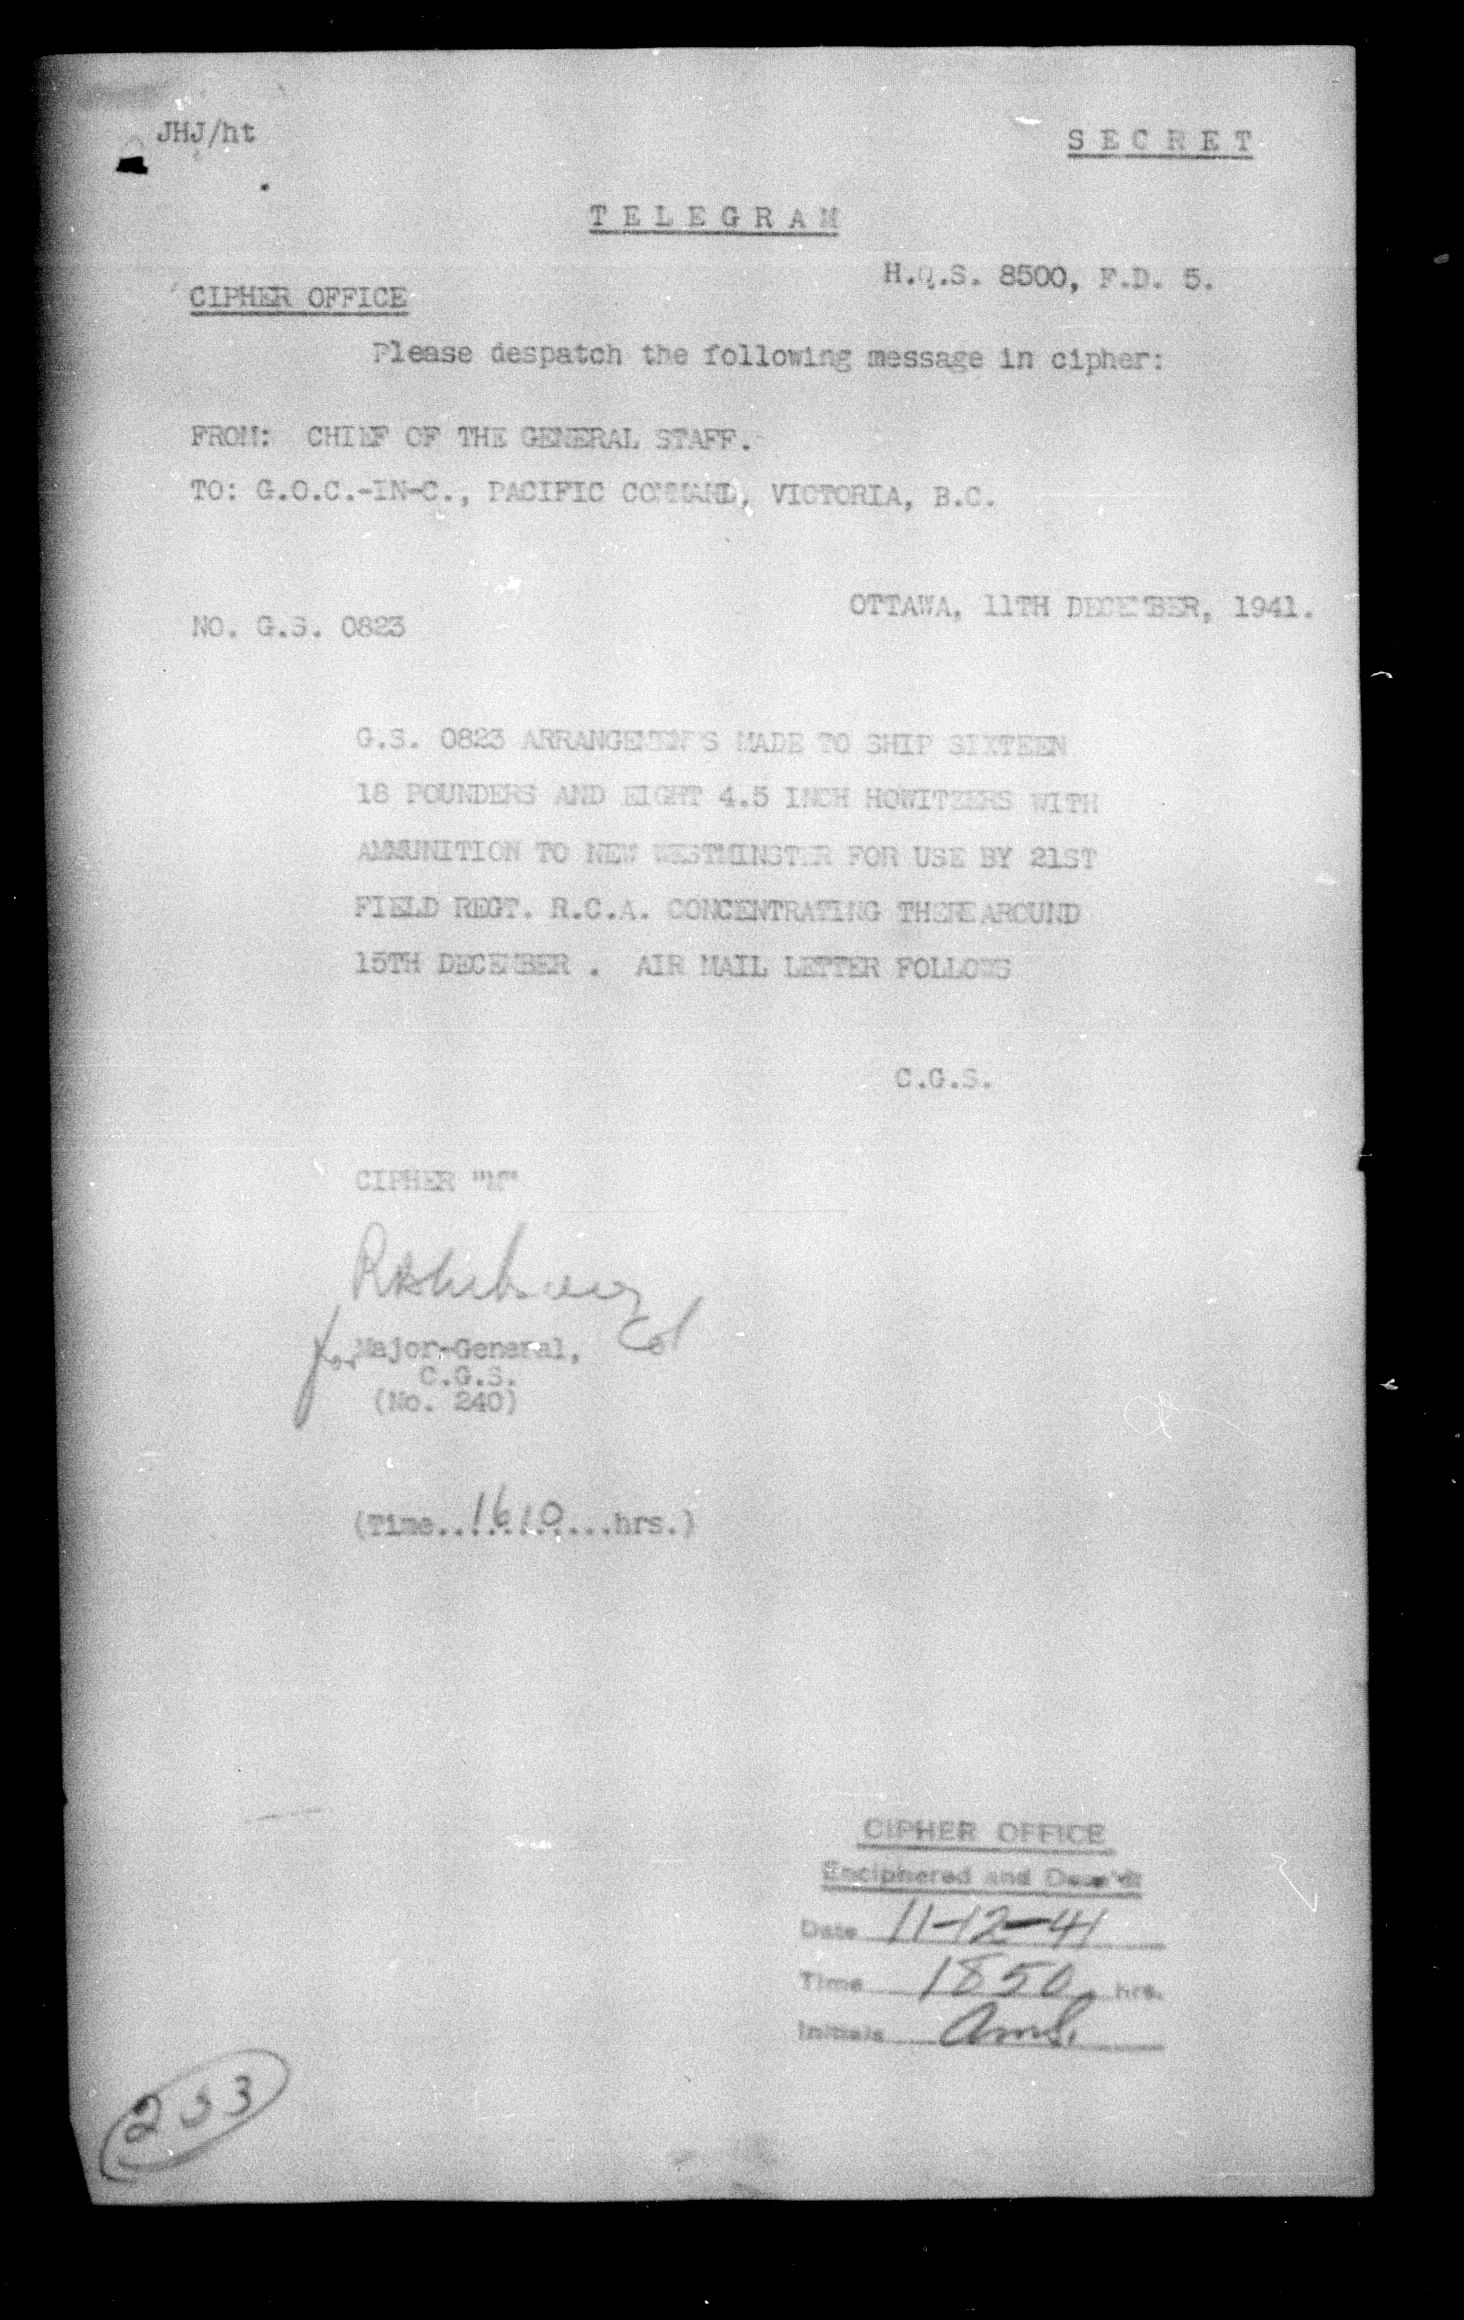 JHJ/ht
SECRET
TELEGRAM
H.Q.S. 8500, F.D. 5.
CIPHER OFFICE
Please despatch the following message in cipher:
FROM: CHIEF OF THE GENERAL STAFF.
TO: G.O.C.-IN-C., PACIFIC COMMAND, VICTORIA, B.C.
OTTAWA, 11TH DECEMBER, 1941.
NO. G.S. 0823
G.S. 0823 ARRANGEMENTS MADE TO SHIP SIXTEEN
18 POUNDERS AND EIGHT 4.5 INCH HOWITZERS WITH
AMMUNITION TO NEW WESTMINSTER FOR USE BY 21ST
FIELD REGT. R.C.A. CONCENTRATING THERE AROUND
15TH DECEMBER . AIR MAIL LETTER FOLLOWS
C.G.S.
CIPHER "M"
Col
for Major-General,
C.G.S.
(No. 240)
(Time...1610...hrs.)
CIPHER OFFICE
Enciphered and Desp'd
Date 11-12-41
Time 1850 hrs.
Initials AMS.
233